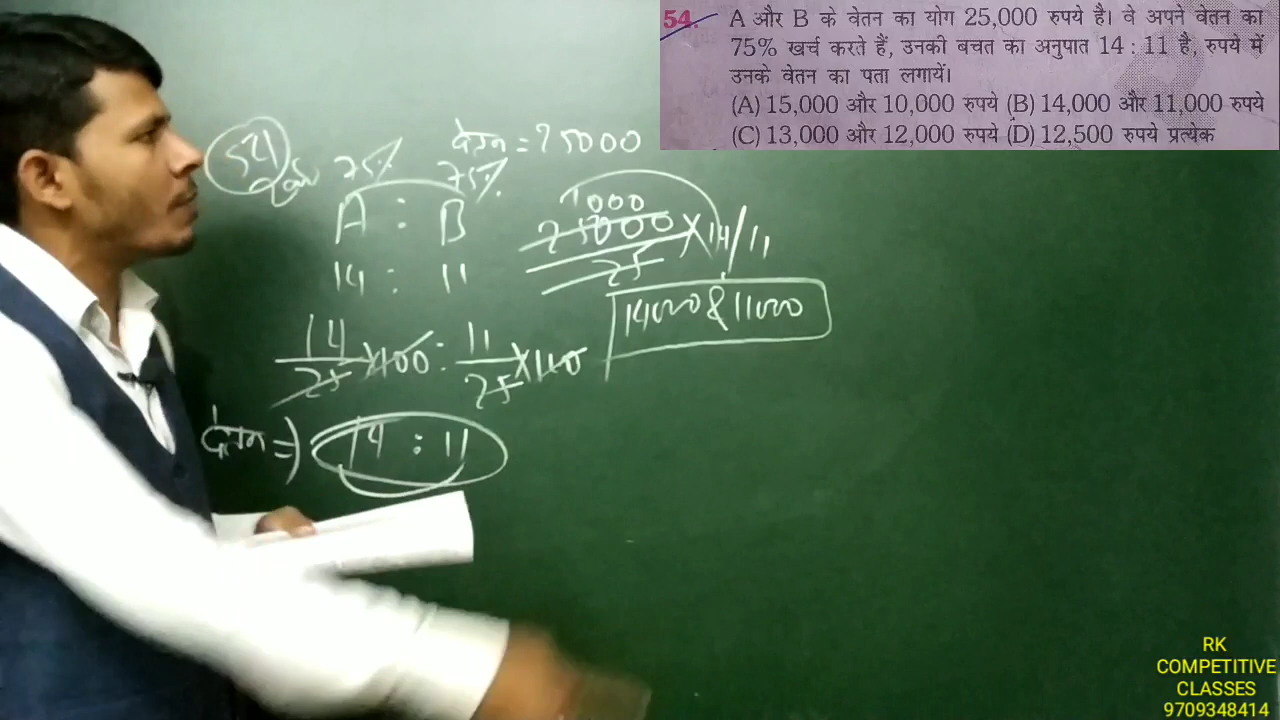 54. A और B के वेतन का योग 25,000 रुपये है। वे अपने वेतन का
75% खर्च करते हैं, उनकी बचत का अनुपात 14 : 11 है, रुपये में
उनके वेतन का पता लगायें।
(A) 15,000 और 10,000 रुपये (B) 14,000 और 11,000 रुपये
(C) 13,000 और 12,000 रुपये (D) 12,500 रुपये प्रत्येक
54
75% 75%
वेतन = 25000
A : B
14 : 11
14/25 × 100 : 11/25 × 100
वेतन ⇒ 14 : 11
1000
25000/25 × 14/11
14000 & 11000
RK
COMPETITIVE
CLASSES
9709348414